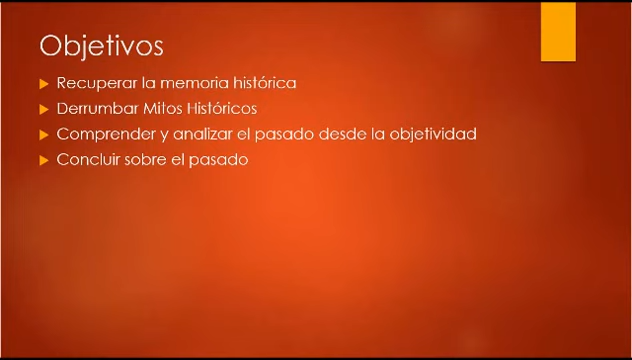 Objetivos
Recuperar la memoria histórica
Derrumbar Mitos Históricos
Comprender y analizar el pasado desde la objetividad
Concluir sobre el pasado